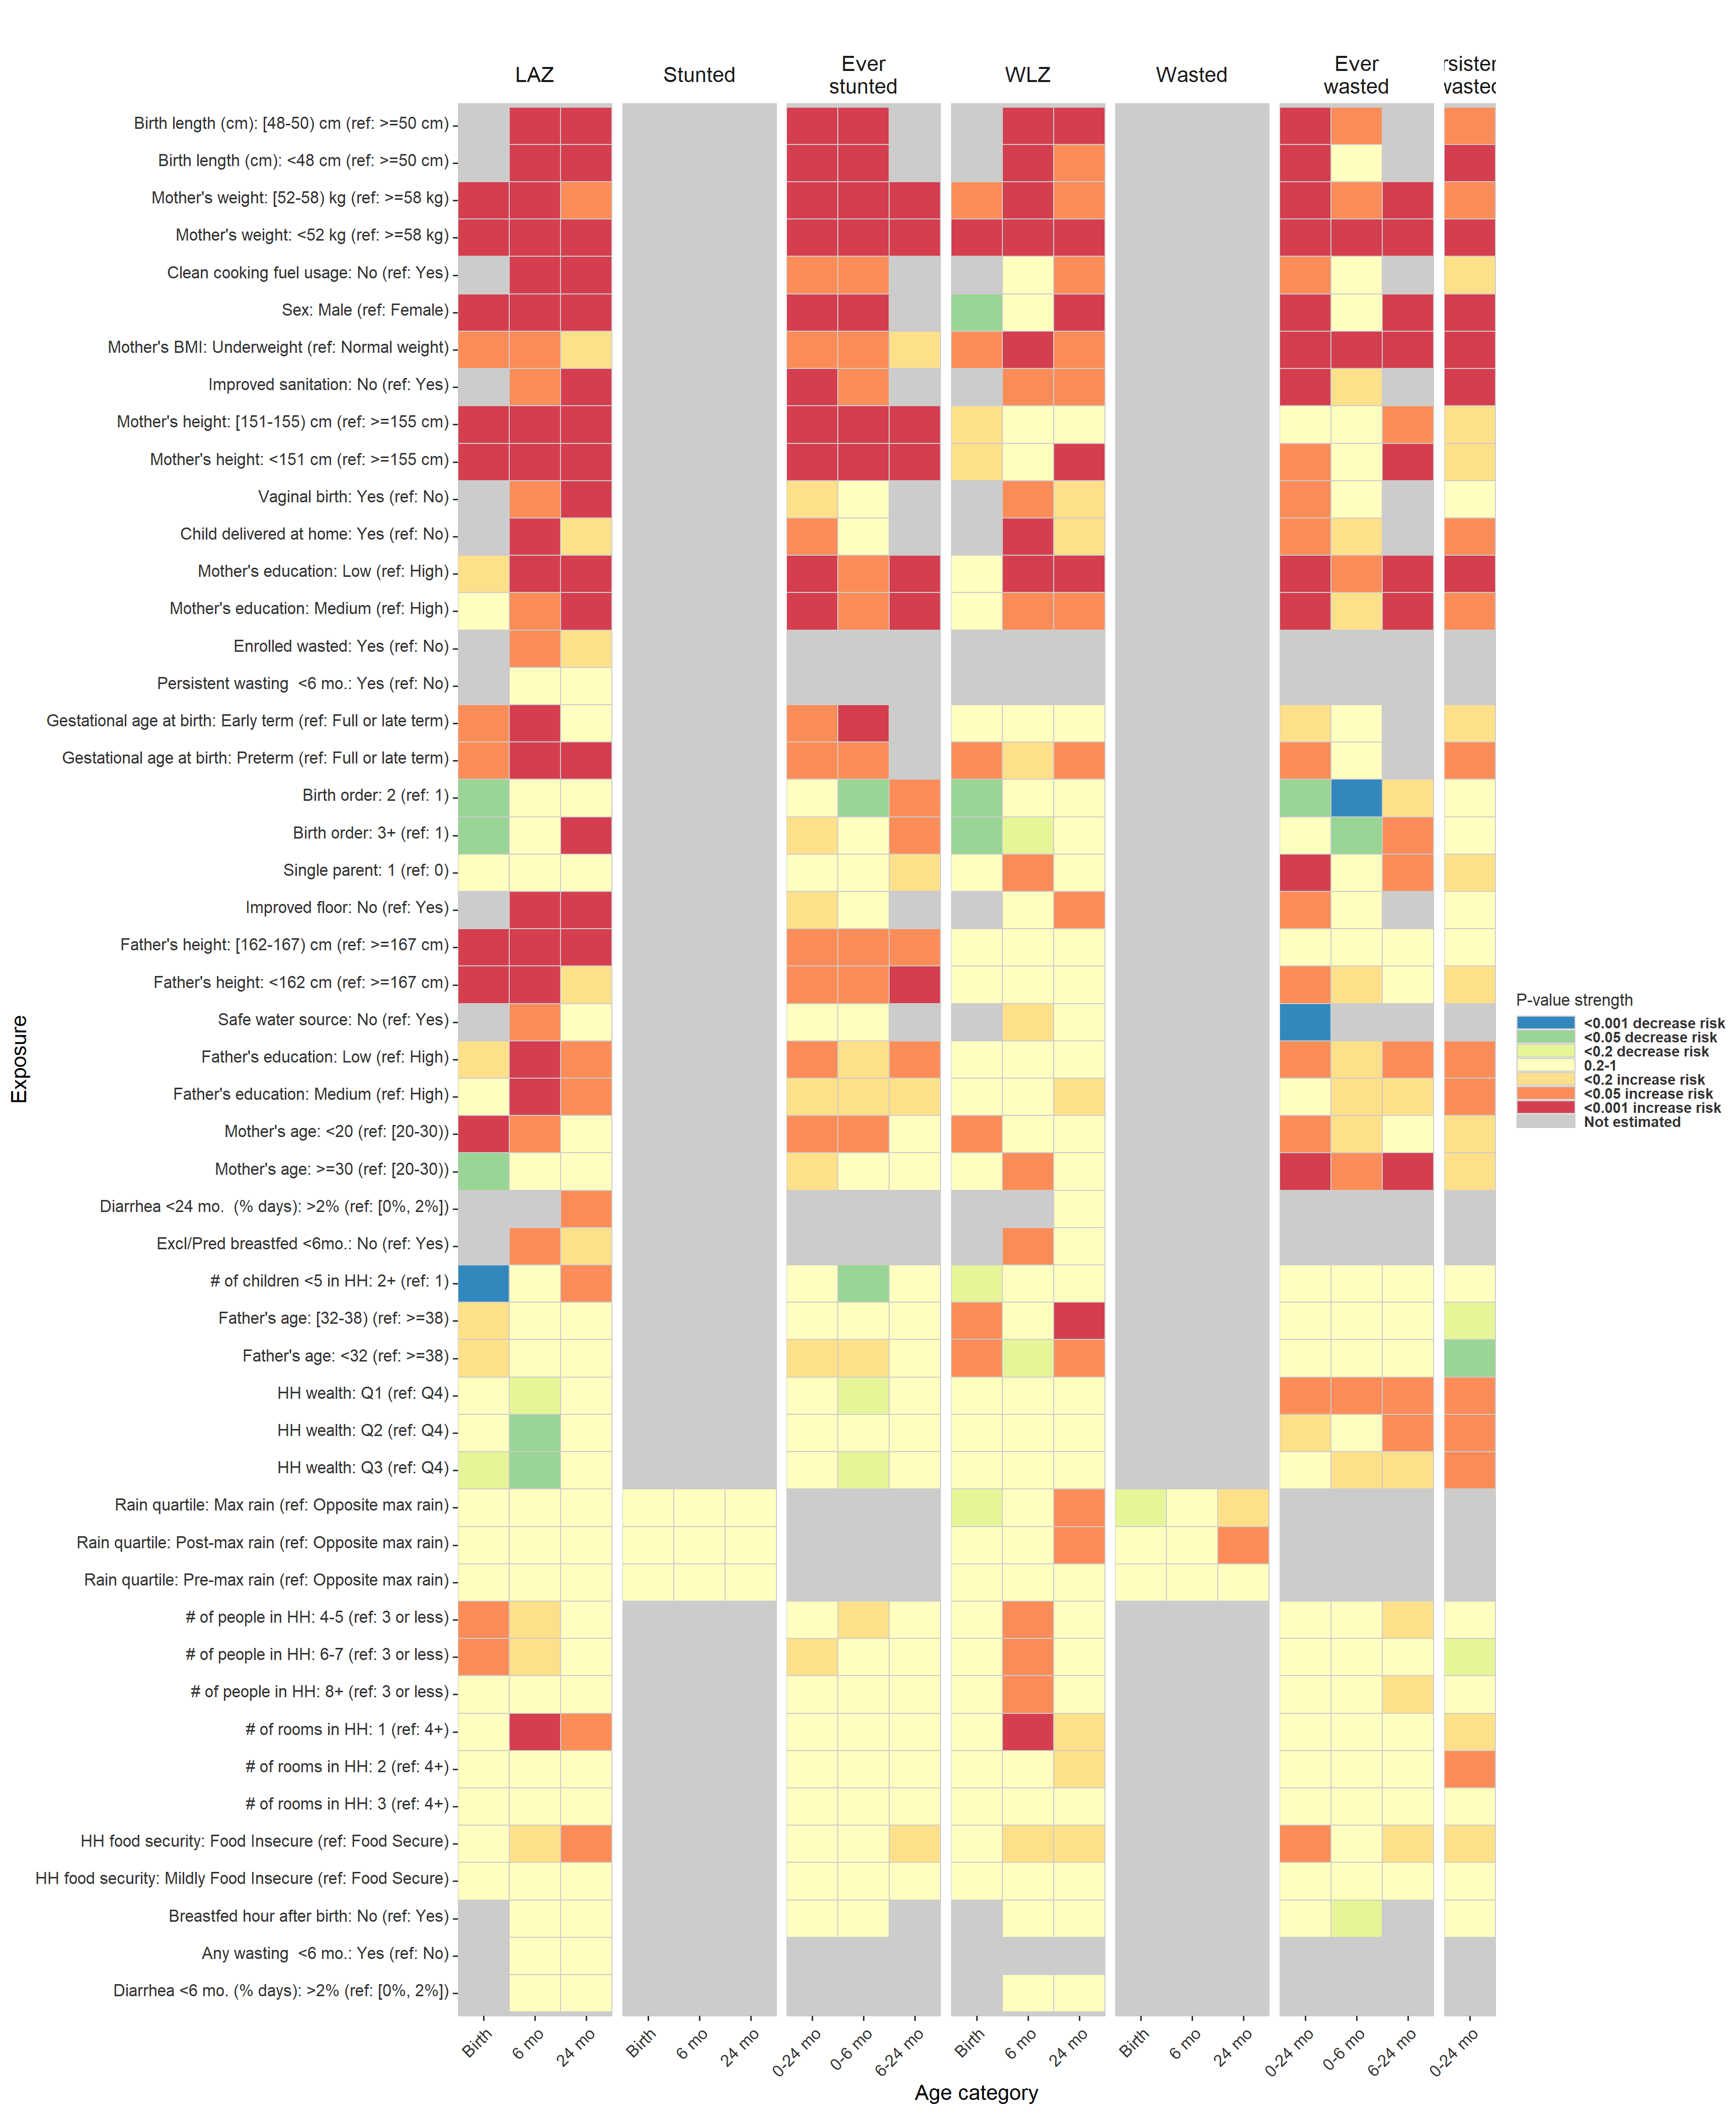 LAZ
Stunted
Ever
stunted
WLZ
Wasted
Ever
wasted
Birth length (cm): [48-50) cm (ref: >=50 cm)
Birth length (cm): <48 cm (ref: >=50 cm)
Mother's weight: [52-58) kg (ref: >=58 kg)
Mother's weight: <52 kg (ref: >=58 kg)
Clean cooking fuel usage: No (ref: Yes)
Sex: Male (ref: Female)
Mother's BMI: Underweight (ref: Normal weight)
Improved sanitation: No (ref: Yes)
Mother's height: [151-155) cm (ref: >=155 cm)
Mother's height: <151 cm (ref: >=155 cm)
Vaginal birth: Yes (ref: No)
Child delivered at home: Yes (ref: No)
Mother's education: Low (ref: High)
Mother's education: Medium (ref: High)
Enrolled wasted: Yes (ref: No)
Persistent wasting  <6 mo.: Yes (ref: No)
Gestational age at birth: Early term (ref: Full or late term)
Gestational age at birth: Preterm (ref: Full or late term)
Birth order: 2 (ref: 1)
Birth order: 3+ (ref: 1)
Single parent: 1 (ref: 0)
Improved floor: No (ref: Yes)
Father's height: [162-167) cm (ref: >=167 cm)
Father's height: <162 cm (ref: >=167 cm)
Safe water source: No (ref: Yes)
Father's education: Low (ref: High)
Father's education: Medium (ref: High)
Mother's age: <20 (ref: [20-30))
Mother's age: >=30 (ref: [20-30))
Diarrhea <24 mo.  (% days): >2% (ref: [0%, 2%])
Excl/Pred breastfed <6mo.: No (ref: Yes)
# of children <5 in HH: 2+ (ref: 1)
Father's age: [32-38) (ref: >=38)
Father's age: <32 (ref: >=38)
HH wealth: Q1 (ref: Q4)
HH wealth: Q2 (ref: Q4)
HH wealth: Q3 (ref: Q4)
Rain quartile: Max rain (ref: Opposite max rain)
Rain quartile: Post-max rain (ref: Opposite max rain)
Rain quartile: Pre-max rain (ref: Opposite max rain)
# of people in HH: 4-5 (ref: 3 or less)
# of people in HH: 6-7 (ref: 3 or less)
# of people in HH: 8+ (ref: 3 or less)
# of rooms in HH: 1 (ref: 4+)
# of rooms in HH: 2 (ref: 4+)
# of rooms in HH: 3 (ref: 4+)
HH food security: Food Insecure (ref: Food Secure)
HH food security: Mildly Food Insecure (ref: Food Secure)
Breastfed hour after birth: No (ref: Yes)
Any wasting  <6 mo.: Yes (ref: No)
Diarrhea <6 mo. (% days): >2% (ref: [0%, 2%])
Exposure
Birth
6 mo
24 mo
Birth
6 mo
24 mo
0-24 mo
0-6 mo
6-24 mo
Birth
6 mo
24 mo
Birth
6 mo
24 mo
0-24 mo
0-6 mo
6-24 mo
0-24 mo
Age category
P-value strength
<0.001 decrease risk
<0.05 decrease risk
<0.2 decrease risk
0.2-1
<0.2 increase risk
<0.05 increase risk
<0.001 increase risk
Not estimated